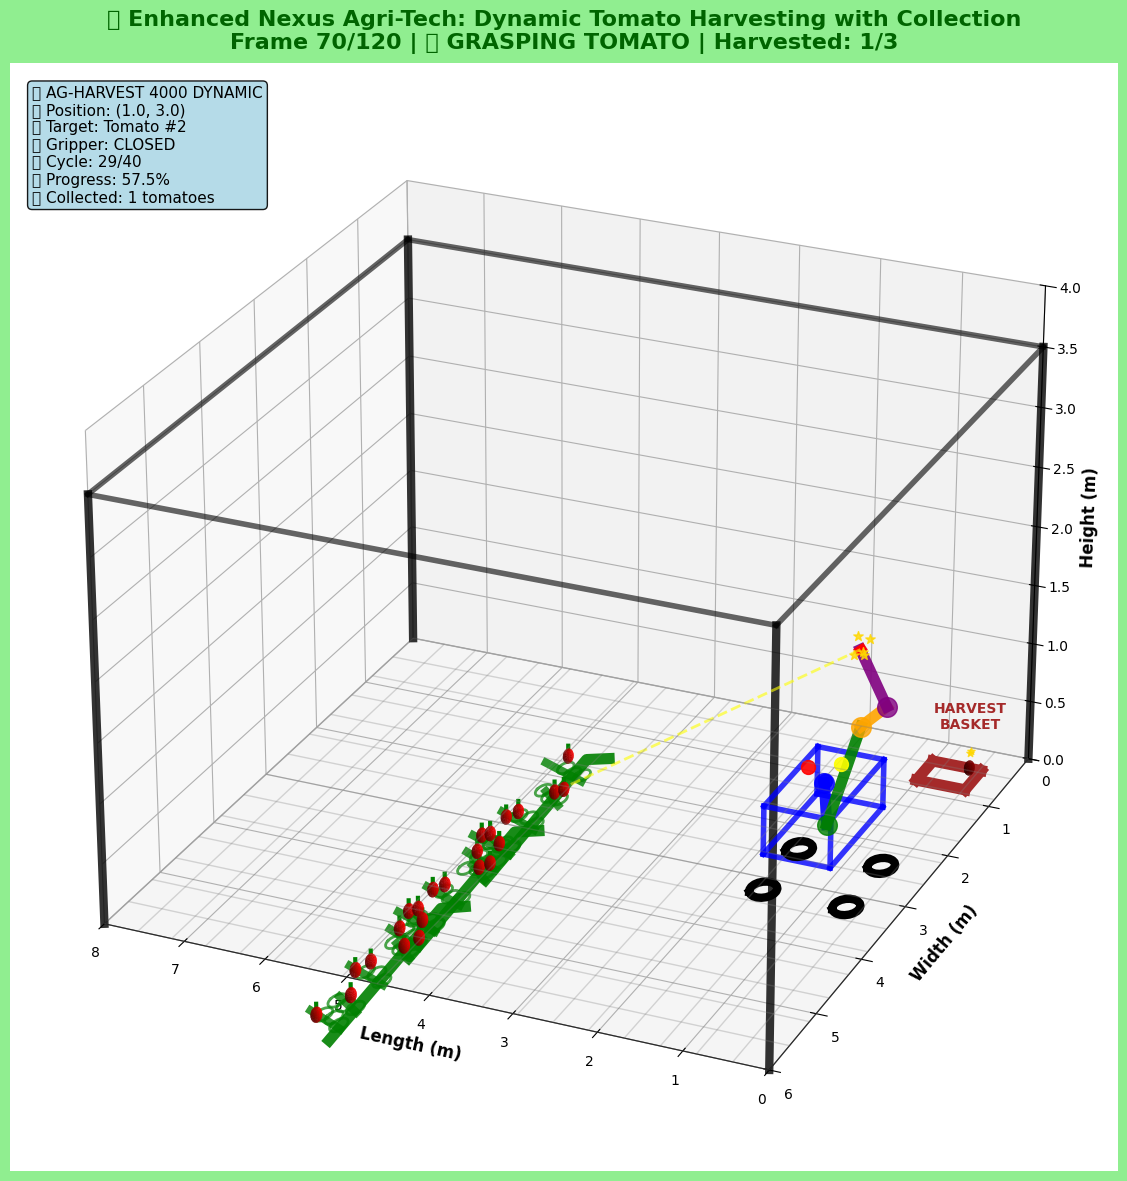 Enhanced Nexus Agri-Tech: Dynamic Tomato Harvesting with Collection
Frame 70/120 | GRASPING TOMATO | Harvested: 1/3
AG-HARVEST 4000 DYNAMIC
Position: (1.0, 3.0)
Target: Tomato #2
Gripper: CLOSED
Cycle: 29/40
Progress: 57.5%
Collected: 1 tomatoes
4.0
3.5
3.0
2.5
2.0
1.5
1.0
0.5
0.0
Height (m)
HARVEST
BASKET
0
1
2
3
4
5
6
Width (m)
8
7
6
5
4
3
2
1
0
Length (m)